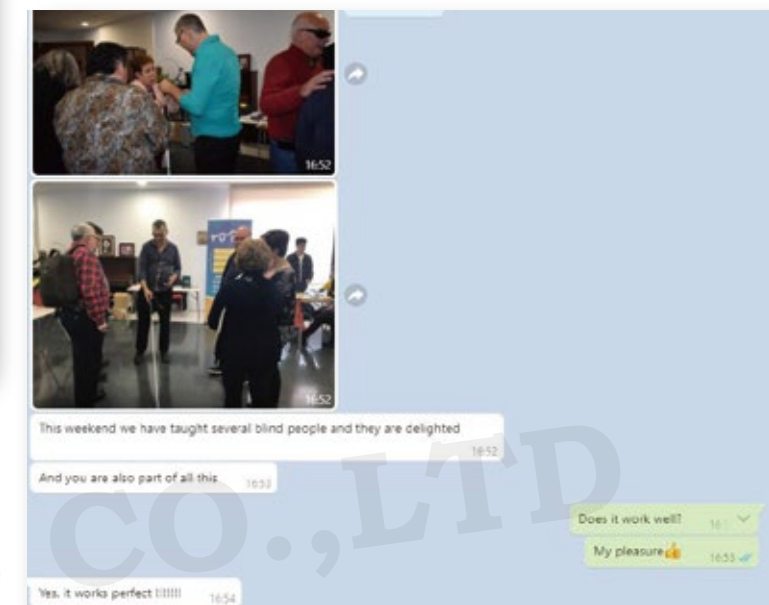 16:52
16:52
This weekend we have taught several blind people and they are delighted
16:52
And you are also part of all this
16:53
Does it work well?
My pleasure👍
16:55
Yes, it works perfect !!!!!!!
16:54
CO.,LTD